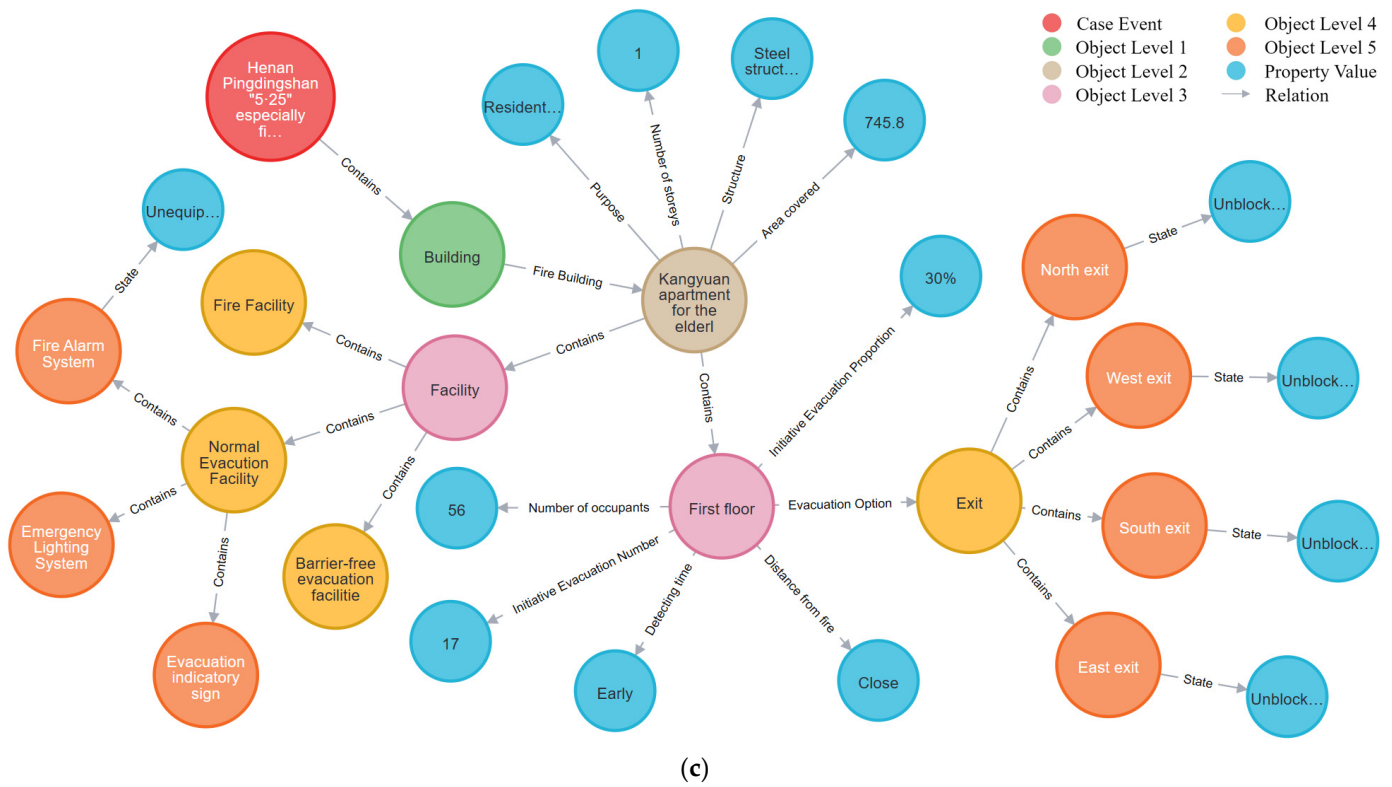 Case Event
Object Level 1
Object Level 2
Object Level 3
Object Level 4
Object Level 5
Property Value
Relation
Henan
Pingdingshan
"5·25"
especially
fi…
Contains
Building
Fire Building
Kangyuan
apartment
for the
elderl
Purpose
Resident…
Number of storeys
1
Structure
Steel
struct…
Area covered
745.8
Contains
Facility
Contains
Fire Facility
Contains
Normal
Evacution
Facility
Contains
Barrier-free
evacuation
facilitie
Contains
Fire Alarm
System
State
Unequip…
Contains
Emergency
Lighting
System
Contains
Evacuation
indicatory
sign
Contains
First floor
Initiative Evacuation Proportion
30%
Number of occupants
56
Initiative Evacuation Number
17
Detecting time
Early
Distance from fire
Close
Evacuation Option
Exit
Contains
North exit
State
Unblock…
Contains
West exit
State
Unblock…
Contains
South exit
State
Unblock…
Contains
East exit
State
Unblock…
(c)